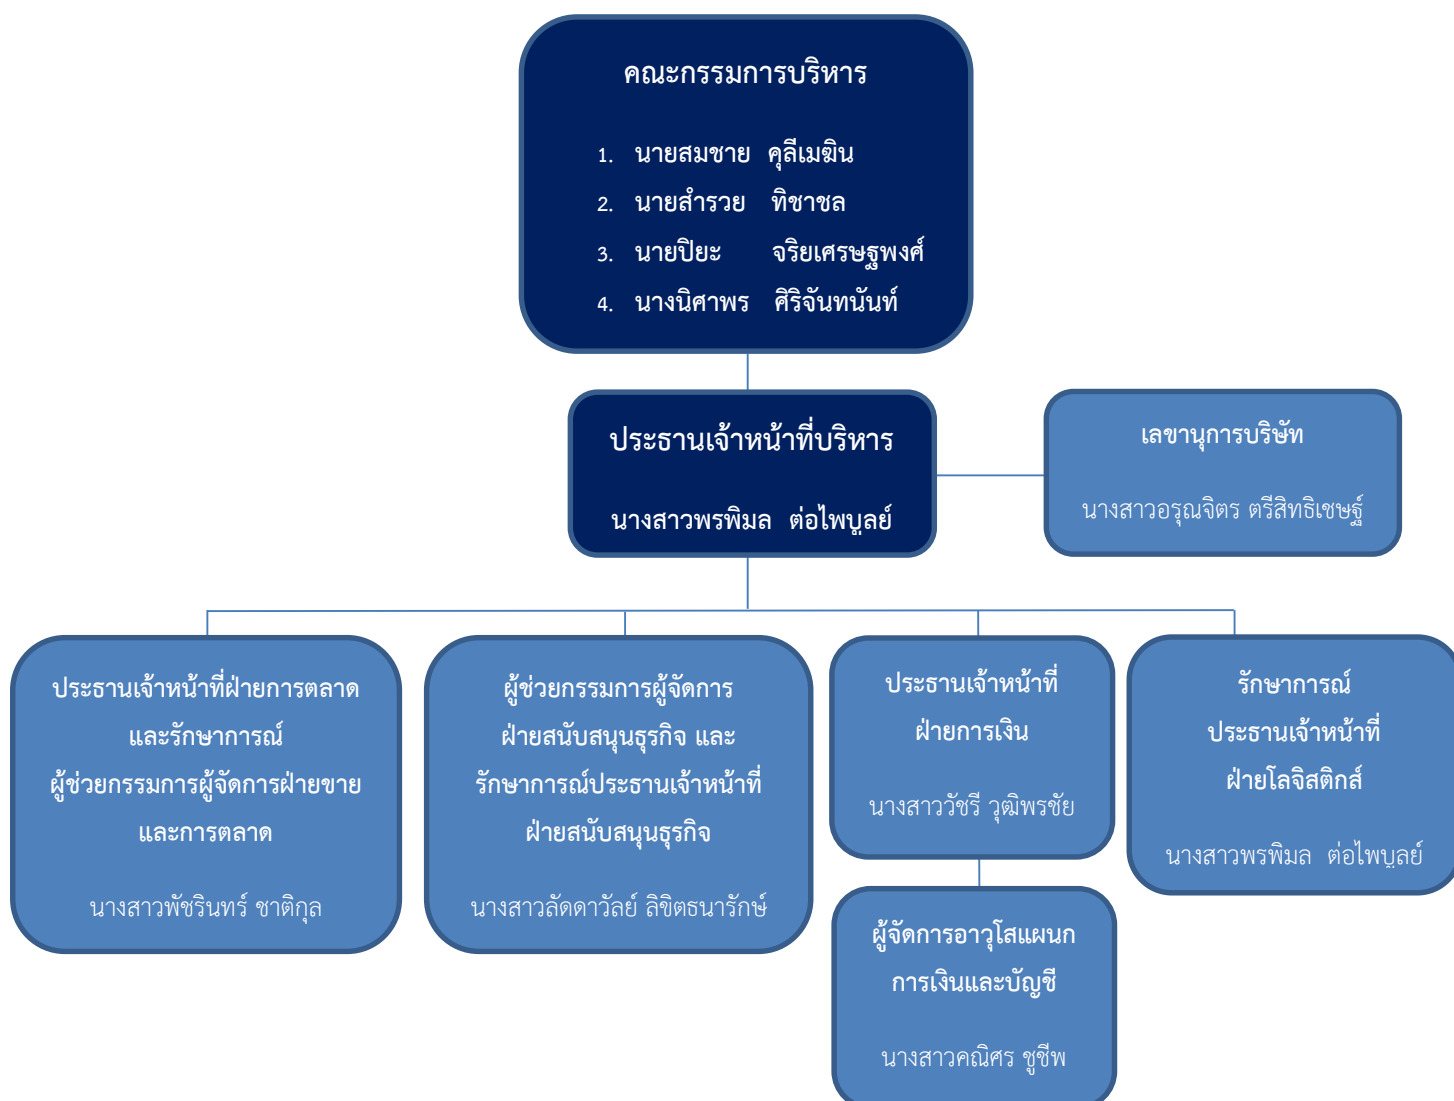 คณะกรรมการบริหาร
1. นายสมชาย คุลีเมฆิน
2. นายสำรวย ทิชาชล
3. นายปิยะ จริยเศรษฐพงศ์
4. นางนิศาพร ศิริจันทนันท์
ประธานเจ้าหน้าที่บริหาร
นางสาวพรพิมล ต่อไพบูลย์
เลขานุการบริษัท
นางสาวอรุณจิตร ตรีสิทธิเชษฐ์
ประธานเจ้าหน้าที่ฝ่ายการตลาด
และรักษาการณ์
ผู้ช่วยกรรมการผู้จัดการฝ่ายขาย
และการตลาด
นางสาวพัชรินทร์ ชาติกุล
ผู้ช่วยกรรมการผู้จัดการ
ฝ่ายสนับสนุนธุรกิจ และ
รักษาการณ์ประธานเจ้าหน้าที่
ฝ่ายสนับสนุนธุรกิจ
นางสาวลัดดาวัลย์ ลิขิตธนารักษ์
ประธานเจ้าหน้าที่
ฝ่ายการเงิน
นางสาววัชรี วุฒิพรชัย
ผู้จัดการอาวุโสแผนก
การเงินและบัญชี
นางสาวคณิศร ชูชีพ
รักษาการณ์
ประธานเจ้าหน้าที่
ฝ่ายโลจิสติกส์
นางสาวพรพิมล ต่อไพบูลย์